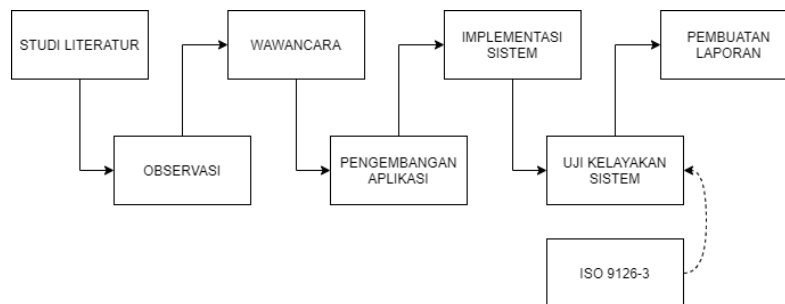 STUDI LITERATUR
OBSERVASI
WAWANCARA
PENGEMBANGAN
APLIKASI
IMPLEMENTASI
SISTEM
UJI KELAYAKAN
SISTEM
PEMBUATAN
LAPORAN
ISO 9126-3